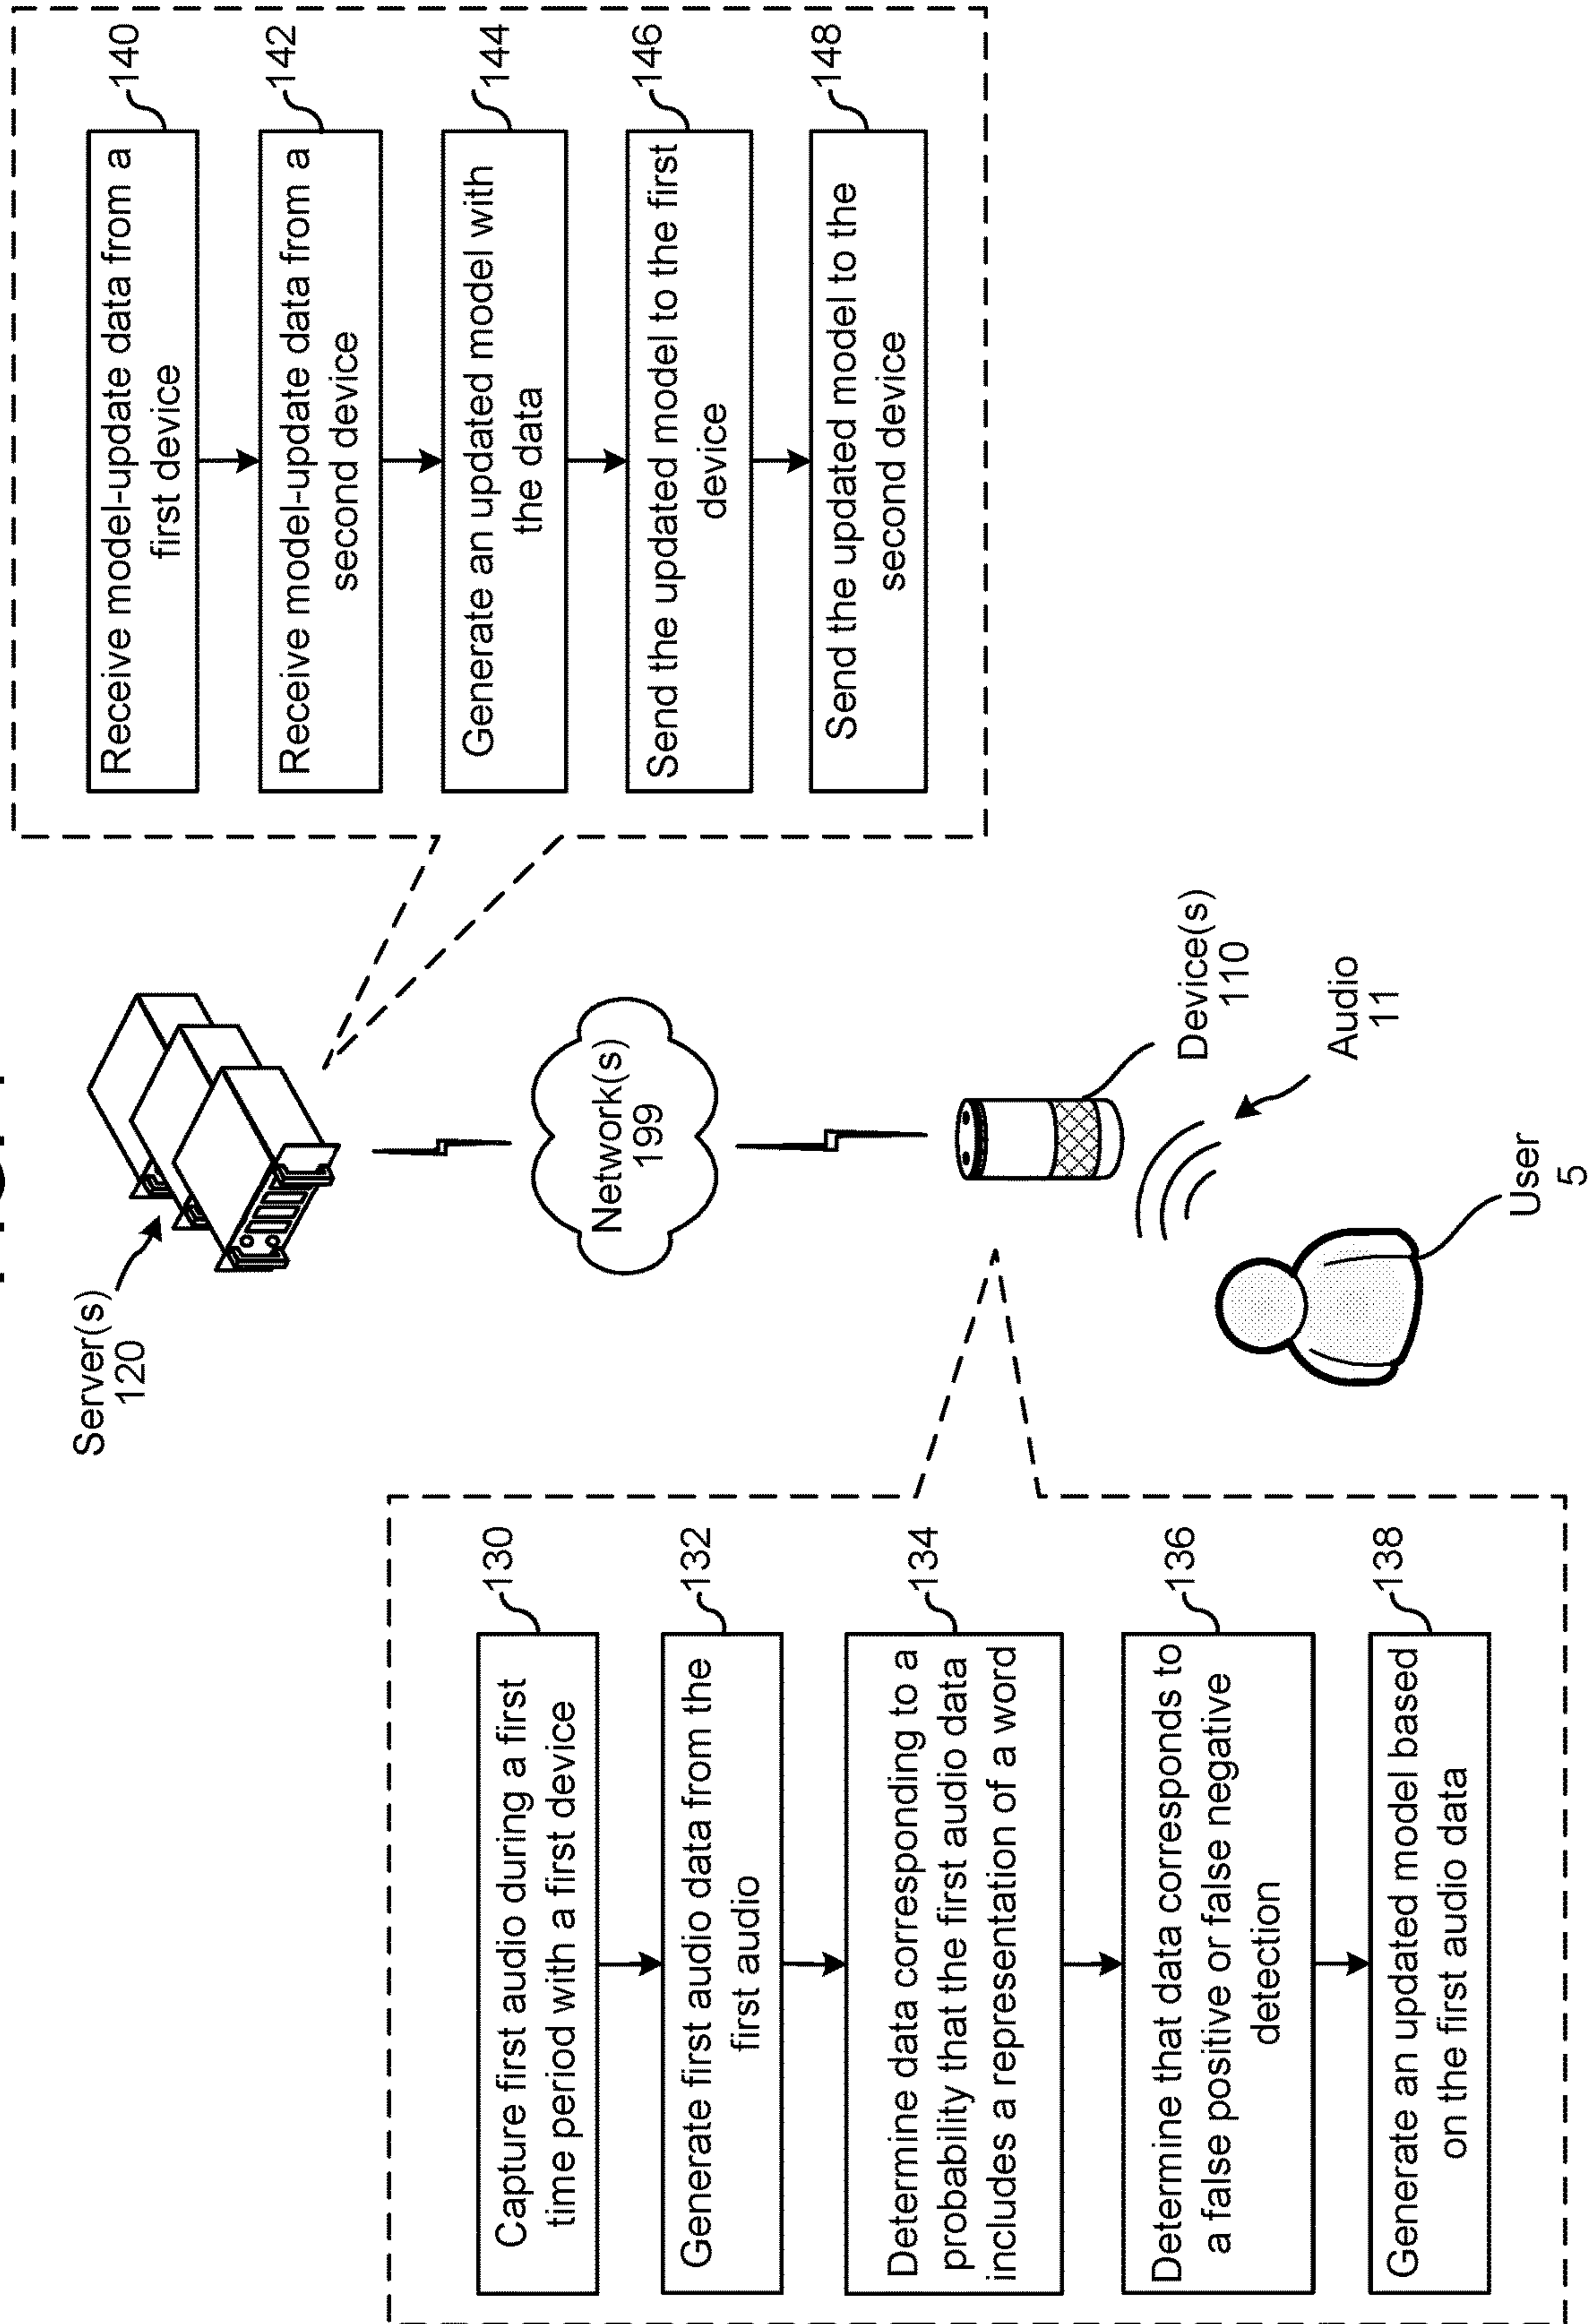 Server(s)
120
Network(s)
199
Device(s)
110
Audio
11
User
5
130
Capture first audio during a first
time period with a first device
132
Generate first audio data from the
first audio
134
Determine data corresponding to a
probability that the first audio data
includes a representation of a word
136
Determine that data corresponds to
a false positive or false negative
detection
138
Generate an updated model based
on the first audio data
140
Receive model-update data from a
first device
142
Receive model-update data from a
second device
144
Generate an updated model with
the data
146
Send the updated model to the first
device
148
Send the updated model to the
second device